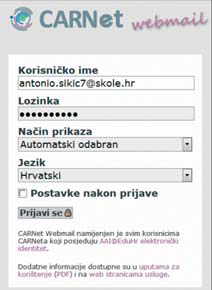 CARNet webmail
Korisničko ime
antonio.sikic7@skole.hr
Lozinka
••••••••••
Način prikaza
Automatski odabran
Jezik
Hrvatski
Postavke nakon prijave
Prijavi se
CARNet Webmail namijenjen je svim korisnicima
CARNeta koji posjeduju AAI@EduHr elektronički
identitet.
Dodatne informacije dostupne su u uputama za
korištenje (PDF) i na web stranicama usluge.